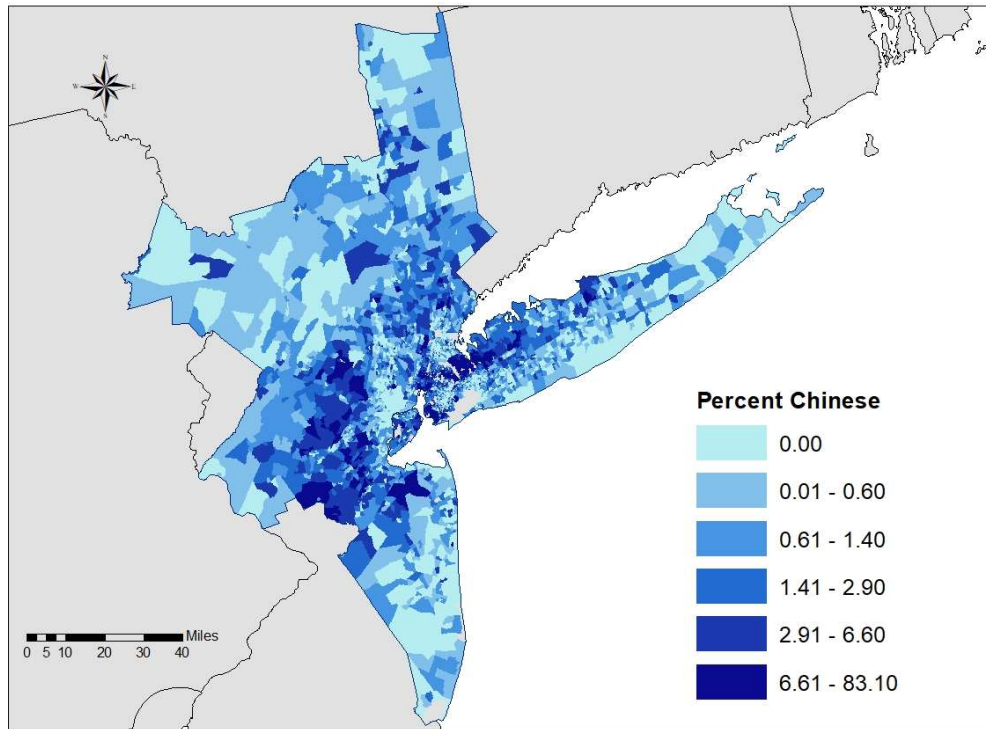 N
W
E
S
Percent Chinese
0.00
0.01 - 0.60
0.61 - 1.40
1.41 - 2.90
2.91 - 6.60
6.61 - 83.10
Miles
0 5 10 20 30 40